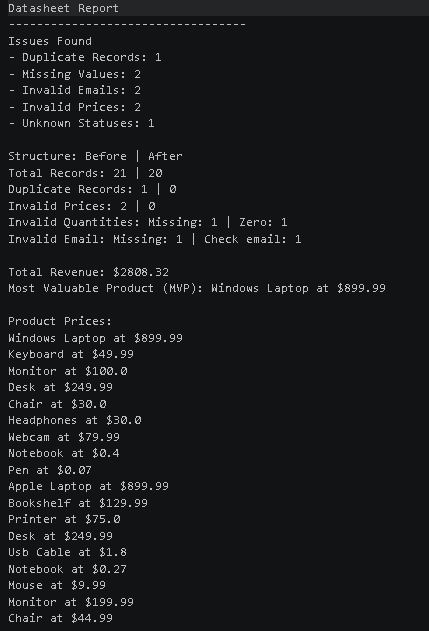 Datasheet Report
----------------------------------
Issues Found
- Duplicate Records: 1
- Missing Values: 2
- Invalid Emails: 2
- Invalid Prices: 2
- Unknown Statuses: 1
Structure: Before | After
Total Records: 21 | 20
Duplicate Records: 1 | 0
Invalid Prices: 2 | 0
Invalid Quantities: Missing: 1 | Zero: 1
Invalid Email: Missing: 1 | Check email: 1
Total Revenue: $2808.32
Most Valuable Product (MVP): Windows Laptop at $899.99
Product Prices:
Windows Laptop at $899.99
Keyboard at $49.99
Monitor at $100.0
Desk at $249.99
Chair at $30.0
Headphones at $30.0
Webcam at $79.99
Notebook at $0.4
Pen at $0.07
Apple Laptop at $899.99
Bookshelf at $129.99
Printer at $75.0
Desk at $249.99
Usb Cable at $1.8
Notebook at $0.27
Mouse at $9.99
Monitor at $199.99
Chair at $44.99